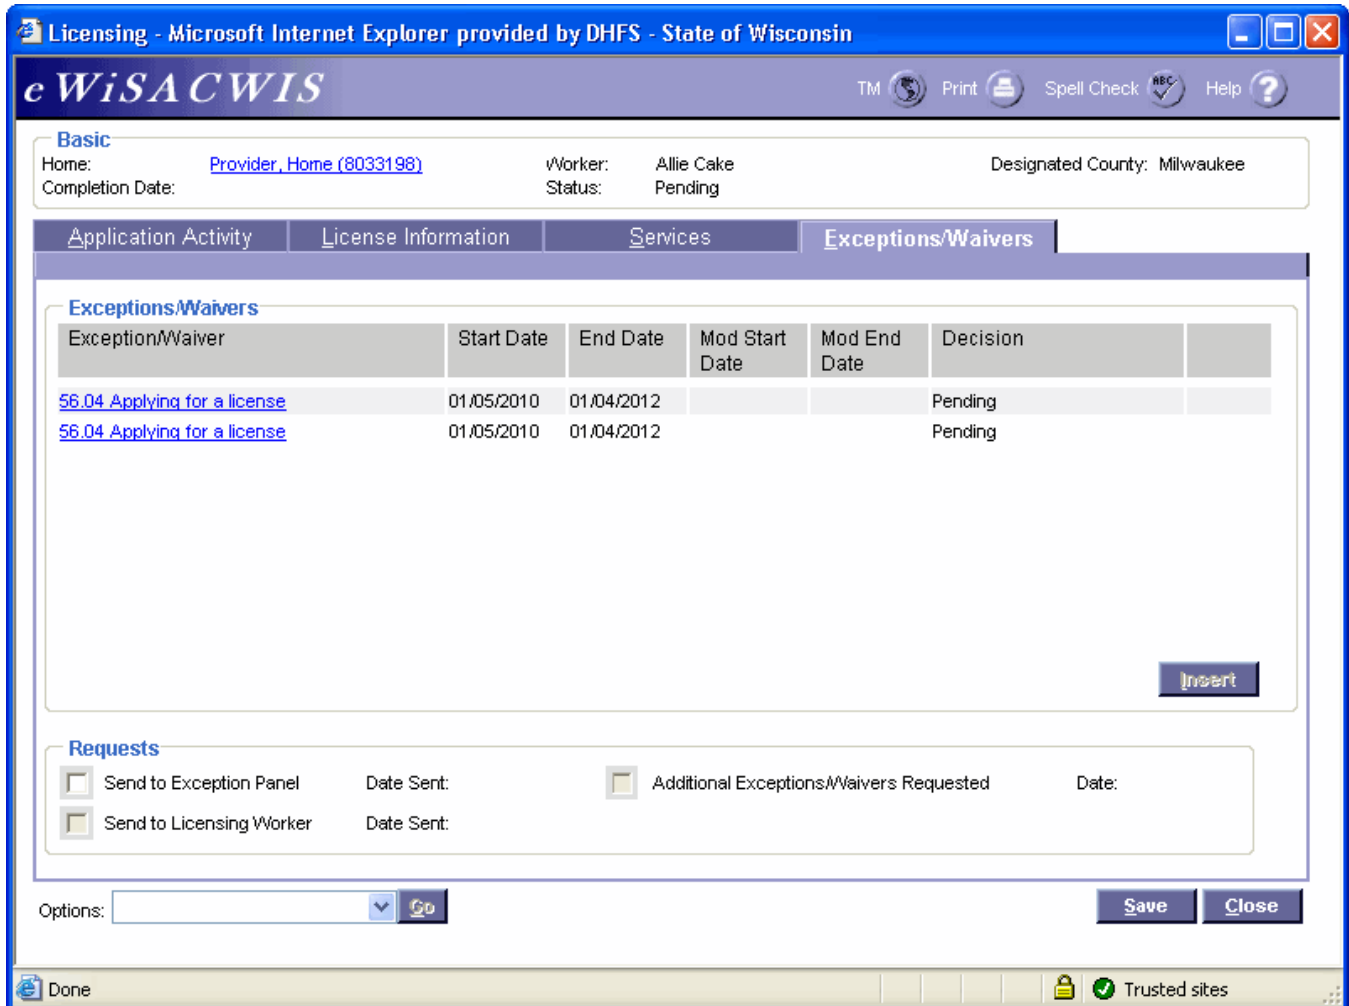 Licensing - Microsoft Internet Explorer provided by DHFS - State of Wisconsin
eWiSACWIS TM Print Spell Check ABC Help ?
Basic
Home: Provider, Home (8033198) Worker: Allie Cake Designated County: Milwaukee
Completion Date: Status: Pending
Application Activity License Information Services Exceptions/Waivers
Exceptions/Waivers
Exception/Waiver Start Date End Date Mod Start Date Mod End Date Decision
56.04 Applying for a license 01/05/2010 01/04/2012 Pending
56.04 Applying for a license 01/05/2010 01/04/2012 Pending
Insert
Requests
Send to Exception Panel Date Sent: Additional Exceptions/Waivers Requested Date:
Send to Licensing Worker Date Sent:
Options: Go Save Close
Done Trusted sites